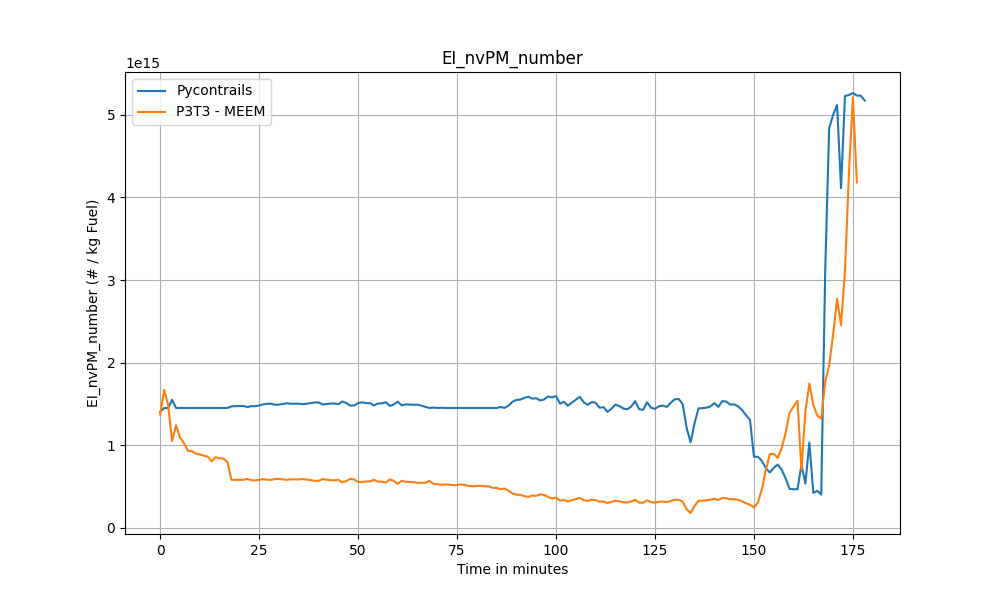 EI_nvPM_number
1e15
Pycontrails
P3T3 - MEEM
EI_nvPM_number (# / kg Fuel)
5
4
3
2
1
0
0 25 50 75 100 125 150 175
Time in minutes